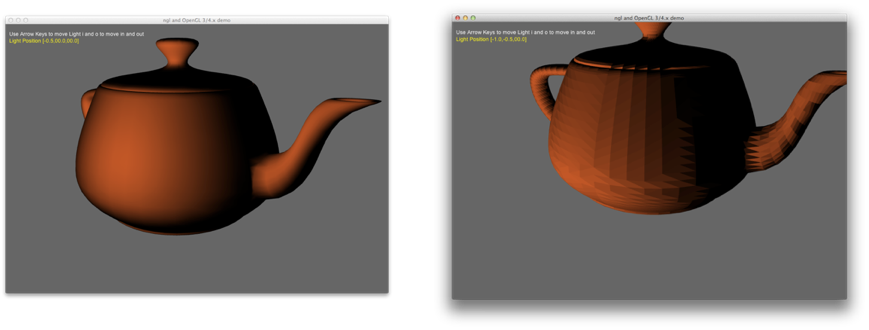 ngl and OpenCL 3/4.x demo
Use Arrow Keys to move Light i and o to move in and out
Light Position [-0.5,00.0,00.0]
ngl and OpenCL 3/4.x demo
Use Arrow Keys to move Light i and o to move in and out
Light Position [-1.0,-0.5,00.0]